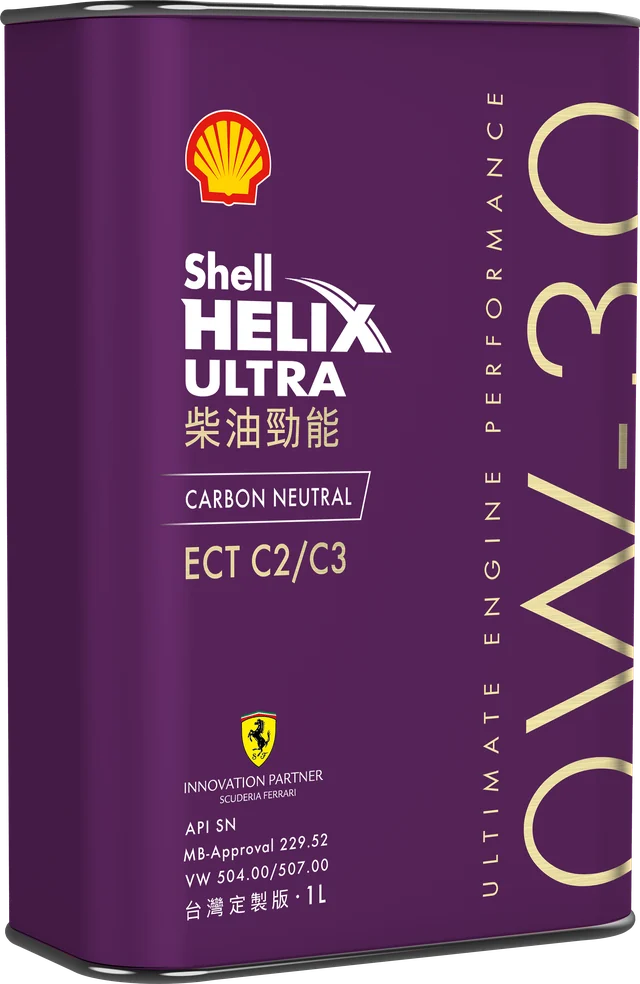 Shell
HELIX
ULTRA
柴油勁能
CARBON NEUTRAL
ECT C2/C3
S F
INNOVATION PARTNER
SCUDERIA FERRARI
API SN
MB-Approval 229.52
VW 504.00/507.00
台灣定製版·1L
ULTIMATE ENGINE PERFORMANCE
0W-30